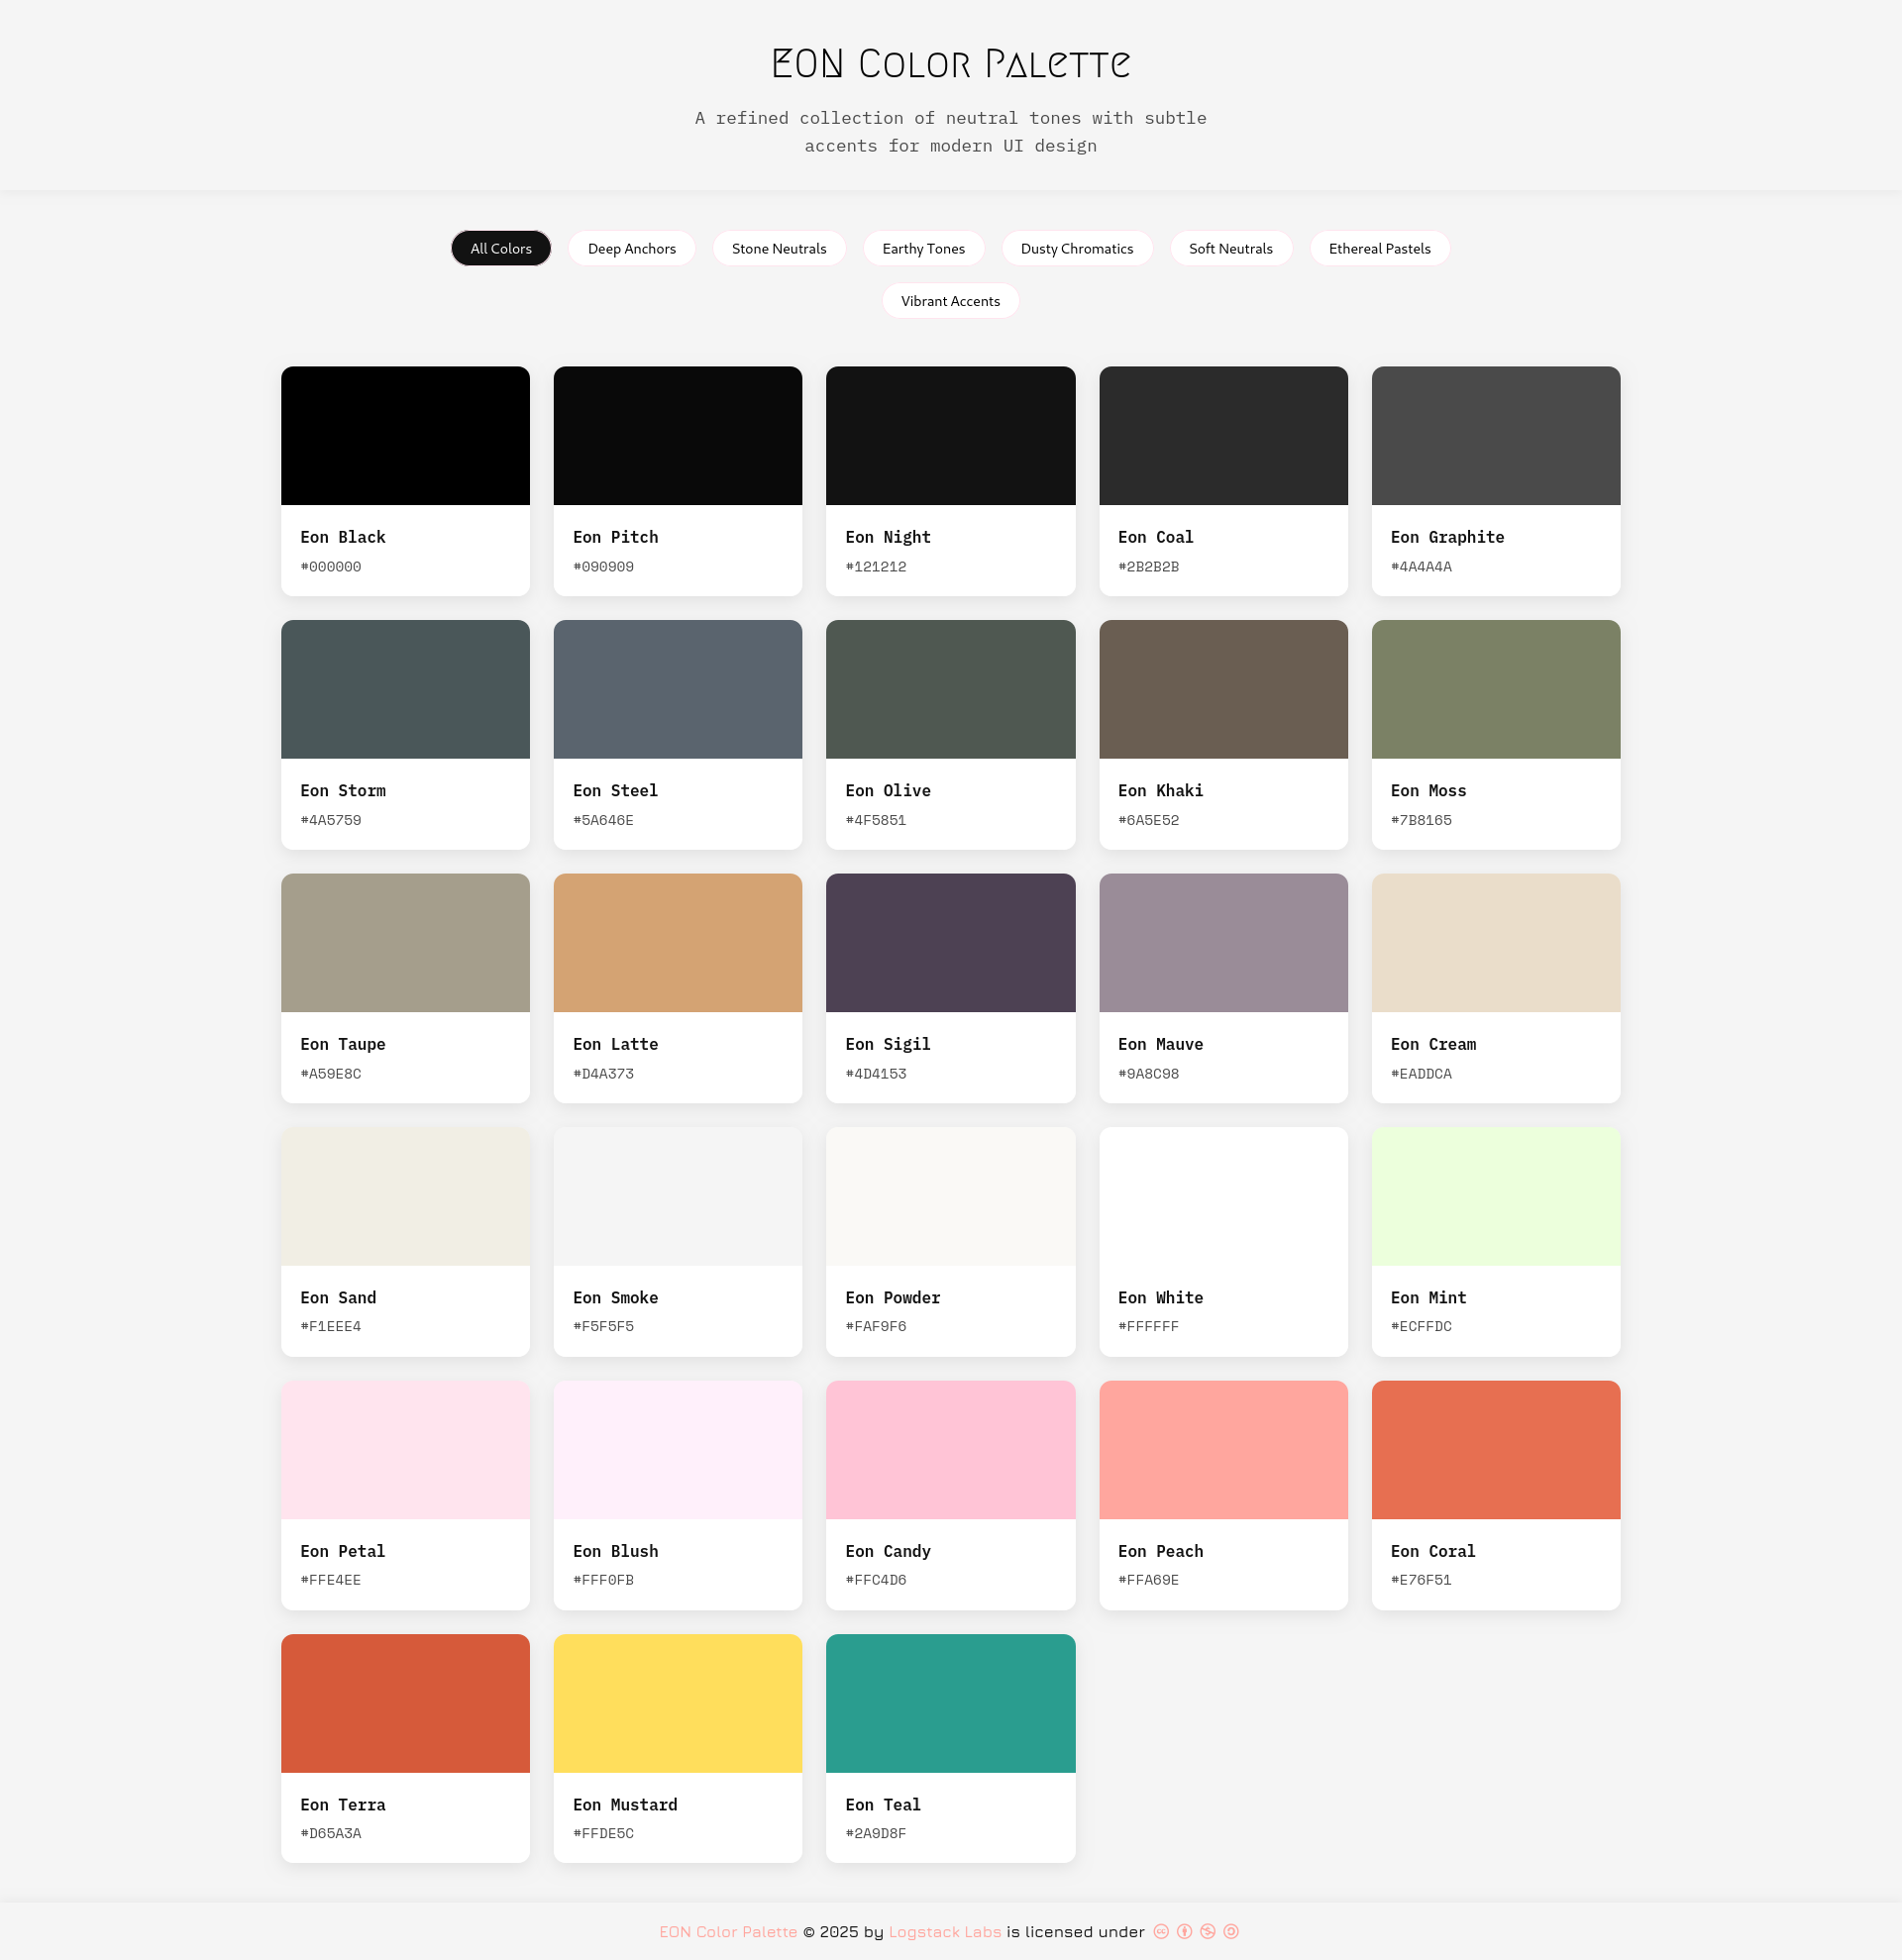 EON Color Palette
A refined collection of neutral tones with subtle
accents for modern UI design
All Colors
Deep Anchors
Stone Neutrals
Earthy Tones
Dusty Chromatics
Soft Neutrals
Ethereal Pastels
Vibrant Accents
Eon Black
#000000
Eon Pitch
#090909
Eon Night
#121212
Eon Coal
#2B2B2B
Eon Graphite
#4A4A4A
Eon Storm
#4A5759
Eon Steel
#5A646E
Eon Olive
#4F5851
Eon Khaki
#6A5E52
Eon Moss
#7B8165
Eon Taupe
#A59E8C
Eon Latte
#D4A373
Eon Sigil
#4D4153
Eon Mauve
#9A8C98
Eon Cream
#EADDCA
Eon Sand
#F1EEE4
Eon Smoke
#F5F5F5
Eon Powder
#FAF9F6
Eon White
#FFFFFF
Eon Mint
#ECFFDC
Eon Petal
#FFE4EE
Eon Blush
#FFF0FB
Eon Candy
#FFC4D6
Eon Peach
#FFA69E
Eon Coral
#E76F51
Eon Terra
#D65A3A
Eon Mustard
#FFDE5C
Eon Teal
#2A9D8F
EON Color Palette © 2025 by Logstack Labs is licensed under